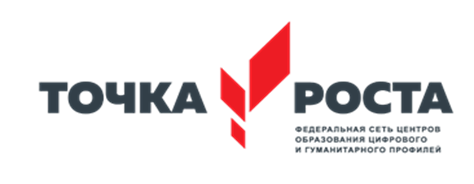 ТОЧКА РОСТА
ФЕДЕРАЛЬНАЯ СЕТЬ ЦЕНТРОВ
ОБРАЗОВАНИЯ ЦИФРОВОГО
И ГУМАНИТАРНОГО ПРОФИЛЕЙ